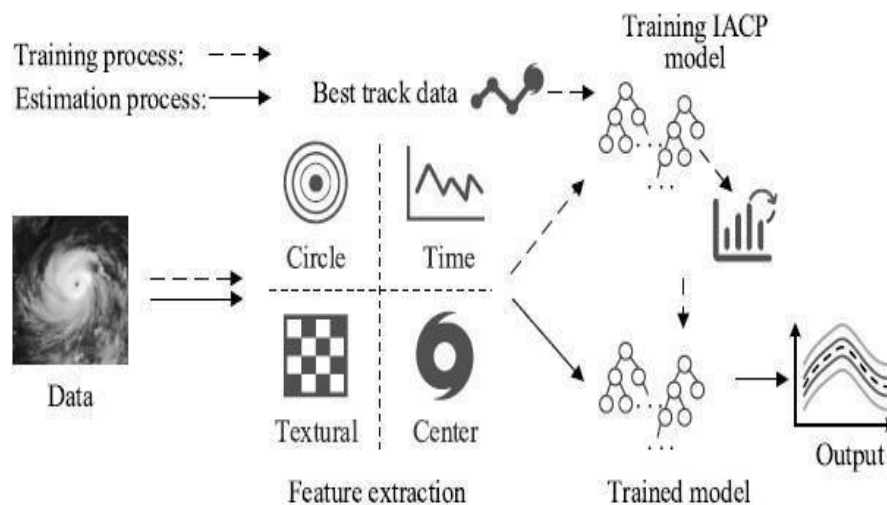 Training process:
Estimation process:
Best track data
Training IACP
model
Circle
Time
Data
Textural
Center
Output
Feature extraction
Trained model